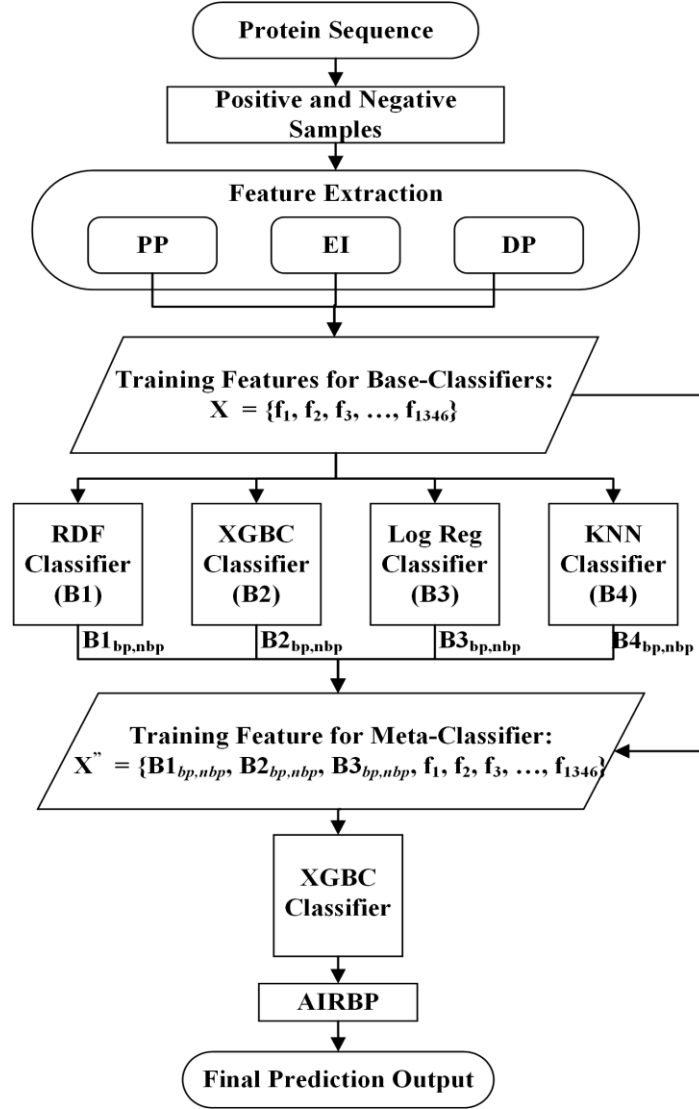 Protein Sequence
Positive and Negative
Samples
Feature Extraction
PP
EI
DP
Training Features for Base-Classifiers:
X = {f₁, f₂, f₃, …, f₁₃₄₆}
RDF
Classifier
(B1)
XGBC
Classifier
(B2)
Log Reg
Classifier
(B3)
KNN
Classifier
(B4)
B1bp,nbp
B2bp,nbp
B3bp,nbp
B4bp,nbp
Training Feature for Meta-Classifier:
X” = {B1bp,nbp, B2bp,nbp, B3bp,nbp, f₁, f₂, f₃, …, f₁₃₄₆}
XGBC
Classifier
AIRBP
Final Prediction Output